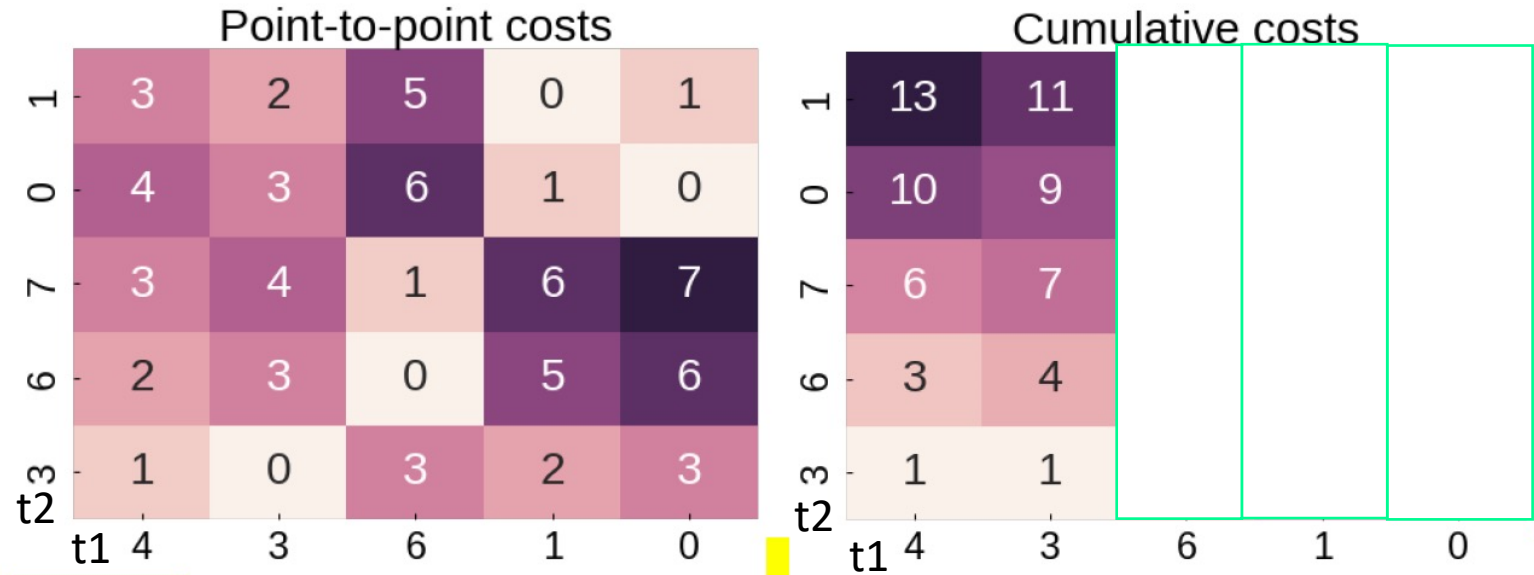 Point-to-point costs
1 3 2 5 0 1
0 4 3 6 1 0
7 3 4 1 6 7
6 2 3 0 5 6
3 1 0 3 2 3
t2
t1 4 3 6 1 0
Cumulative costs
1 13 11
0 10 9
7 6 7
6 3 4
3 1 1
t2
t1 4 3 6 1 0